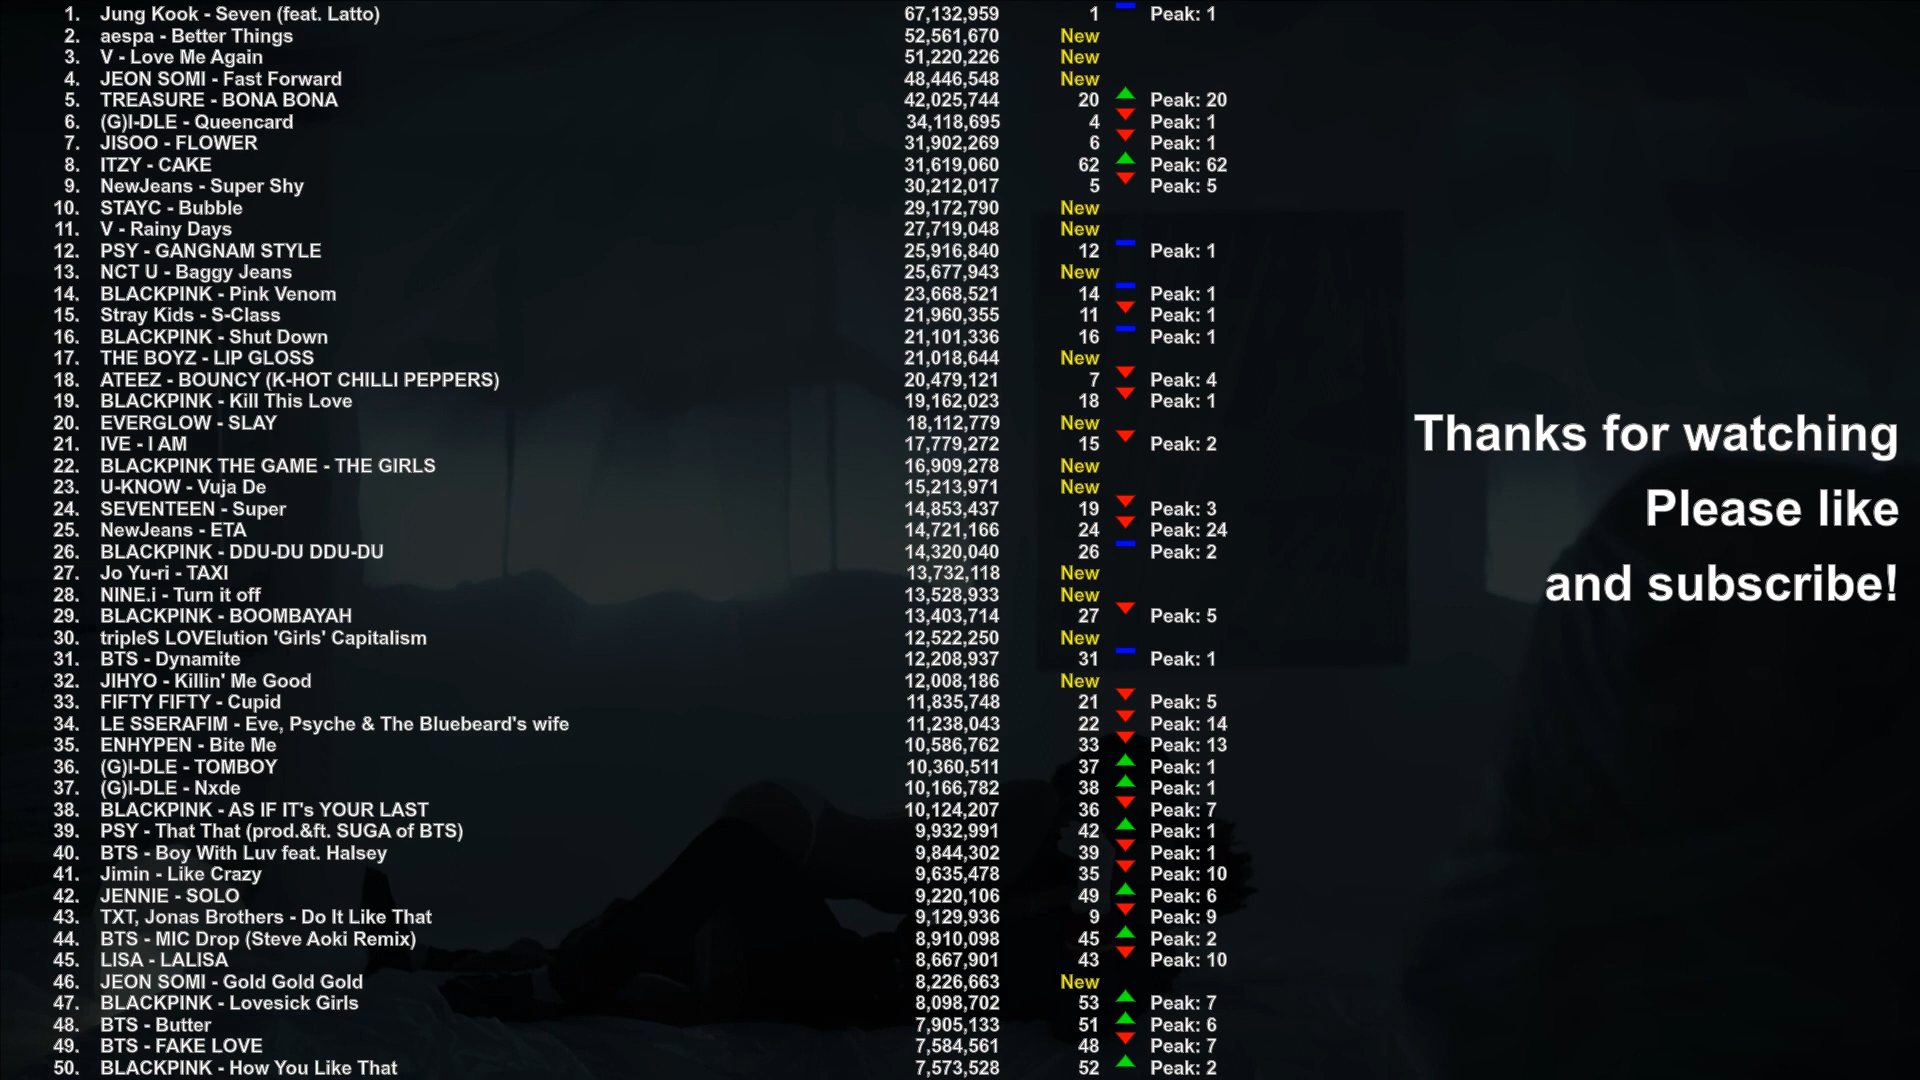 1. Jung Kook - Seven (feat. Latto) 67,132,959 1 Peak: 1
2. aespa - Better Things 52,561,670 New
3. V - Love Me Again 51,220,226 New
4. JEON SOMI - Fast Forward 48,446,548 New
5. TREASURE - BONA BONA 42,025,744 20 Peak: 20
6. (G)I-DLE - Queencard 34,118,695 4 Peak: 1
7. JISOO - FLOWER 31,902,269 6 Peak: 1
8. ITZY - CAKE 31,619,060 62 Peak: 62
9. NewJeans - Super Shy 30,212,017 5 Peak: 5
10. STAYC - Bubble 29,172,790 New
11. V - Rainy Days 27,719,048 New
12. PSY - GANGNAM STYLE 25,916,840 12 Peak: 1
13. NCT U - Baggy Jeans 25,677,943 New
14. BLACKPINK - Pink Venom 23,668,521 14 Peak: 1
15. Stray Kids - S-Class 21,960,355 11 Peak: 1
16. BLACKPINK - Shut Down 21,101,336 16 Peak: 1
17. THE BOYZ - LIP GLOSS 21,018,644 New
18. ATEEZ - BOUNCY (K-HOT CHILLI PEPPERS) 20,479,121 7 Peak: 4
19. BLACKPINK - Kill This Love 19,162,023 18 Peak: 1
20. EVERGLOW - SLAY 18,112,779 New
21. IVE - I AM 17,779,272 15 Peak: 2
22. BLACKPINK THE GAME - THE GIRLS 16,909,278 New
23. U-KNOW - Vuja De 15,213,971 New
24. SEVENTEEN - Super 14,853,437 19 Peak: 3
25. NewJeans - ETA 14,721,166 24 Peak: 24
26. BLACKPINK - DDU-DU DDU-DU 14,320,040 26 Peak: 2
27. Jo Yu-ri - TAXI 13,732,118 New
28. NINE.i - Turn it off 13,528,933 New
29. BLACKPINK - BOOMBAYAH 13,403,714 27 Peak: 5
30. tripleS LOVElution 'Girls' Capitalism 12,522,250 New
31. BTS - Dynamite 12,208,937 31 Peak: 1
32. JIHYO - Killin' Me Good 12,008,186 New
33. FIFTY FIFTY - Cupid 11,835,748 21 Peak: 5
34. LE SSERAFIM - Eve, Psyche & The Bluebeard's wife 11,238,043 22 Peak: 14
35. ENHYPEN - Bite Me 10,586,762 33 Peak: 13
36. (G)I-DLE - TOMBOY 10,360,511 37 Peak: 1
37. (G)I-DLE - Nxde 10,166,782 38 Peak: 1
38. BLACKPINK - AS IF IT's YOUR LAST 10,124,207 36 Peak: 7
39. PSY - That That (prod.&ft. SUGA of BTS) 9,932,991 42 Peak: 1
40. BTS - Boy With Luv feat. Halsey 9,844,302 39 Peak: 1
41. Jimin - Like Crazy 9,635,478 35 Peak: 10
42. JENNIE - SOLO 9,220,106 49 Peak: 6
43. TXT, Jonas Brothers - Do It Like That 9,129,936 9 Peak: 9
44. BTS - MIC Drop (Steve Aoki Remix) 8,910,098 45 Peak: 2
45. LISA - LALISA 8,667,901 43 Peak: 10
46. JEON SOMI - Gold Gold Gold 8,226,663 New
47. BLACKPINK - Lovesick Girls 8,098,702 53 Peak: 7
48. BTS - Butter 7,905,133 51 Peak: 6
49. BTS - FAKE LOVE 7,584,561 48 Peak: 7
50. BLACKPINK - How You Like That 7,573,528 52 Peak: 2
Thanks for watching
Please like
and subscribe!